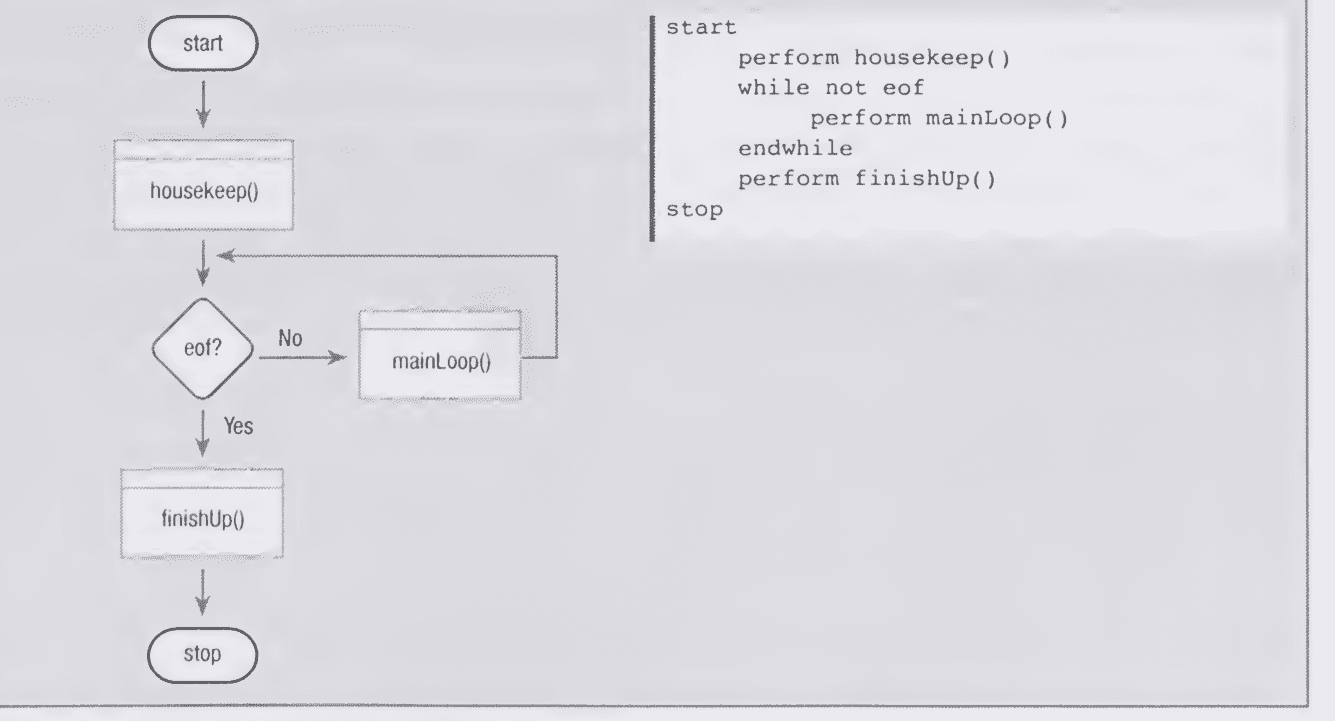 start
housekeep()
eof?
No
mainLoop()
Yes
finishUp()
stop
start
perform housekeep()
while not eof
perform mainLoop()
endwhile
perform finishUp()
stop